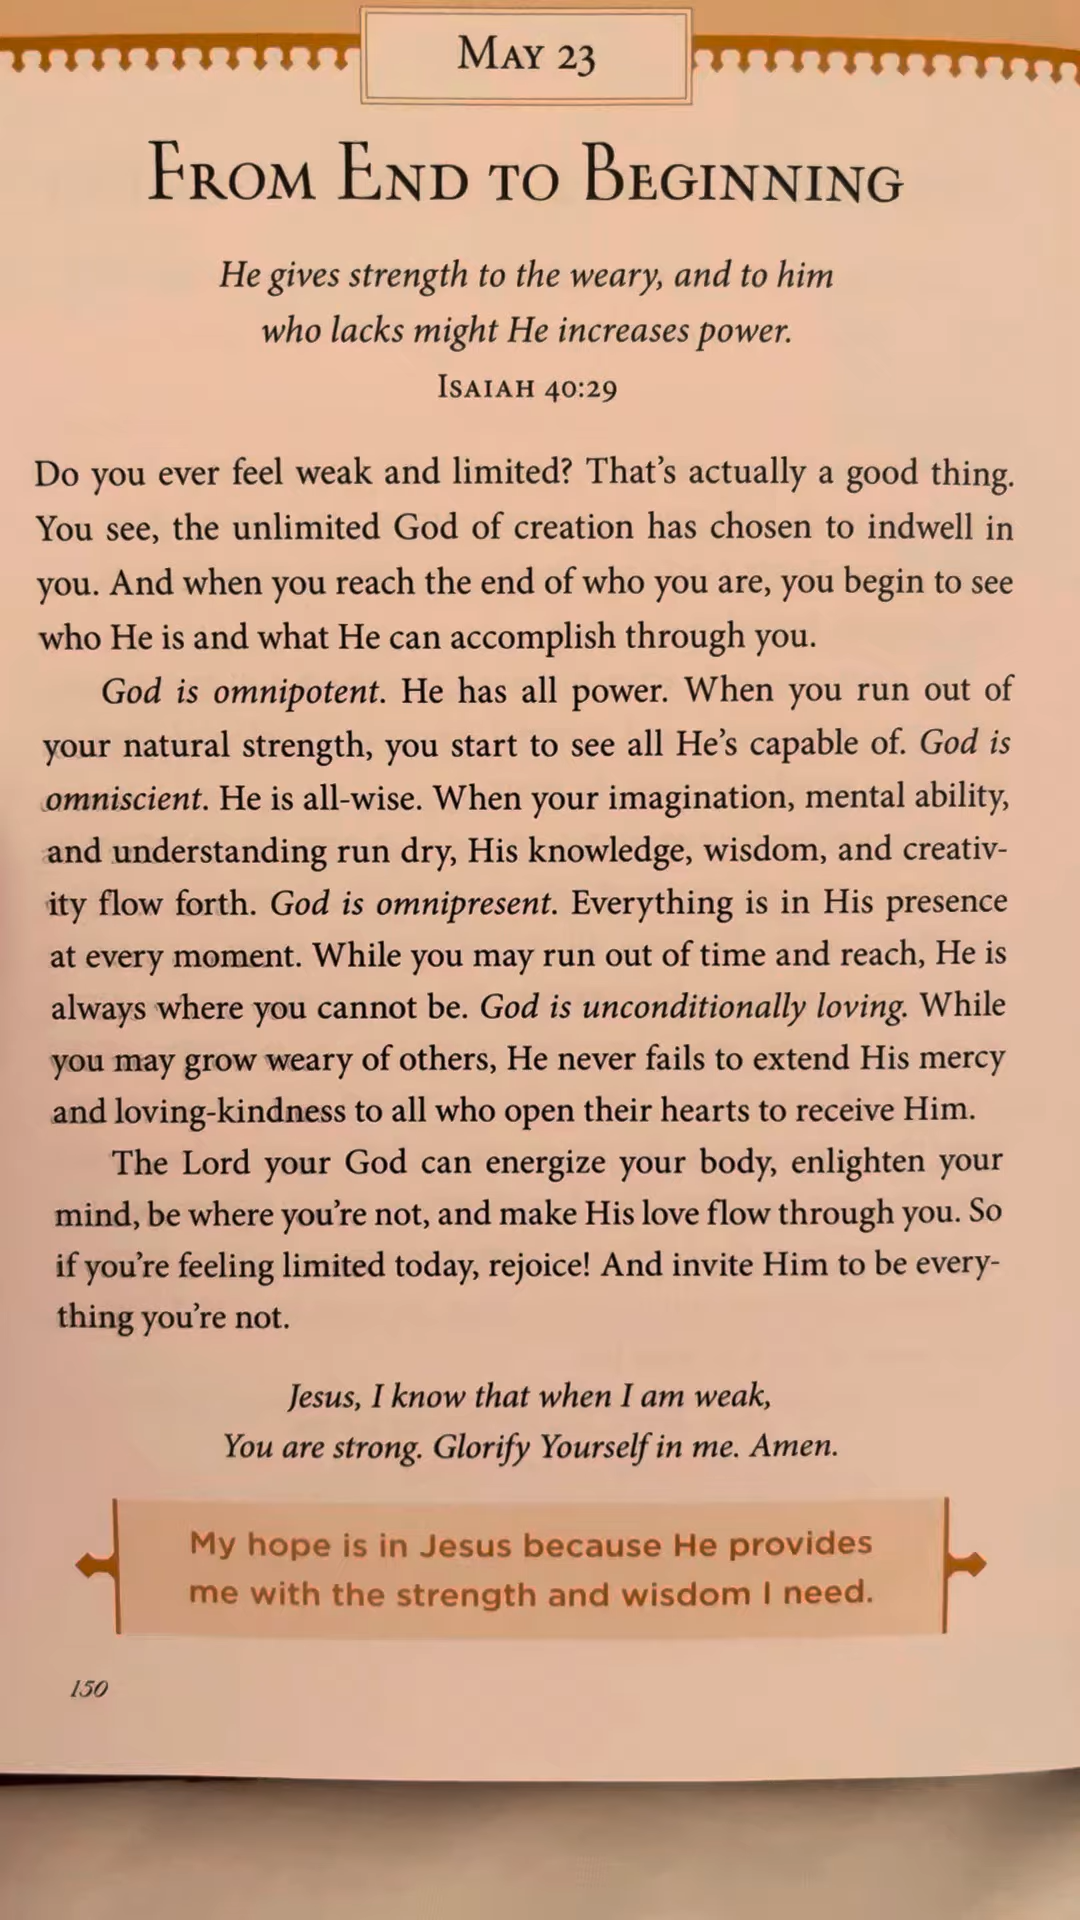 May 23
From End to Beginning
He gives strength to the weary, and to him
who lacks might He increases power.
Isaiah 40:29
Do you ever feel weak and limited? That's actually a good thing.
You see, the unlimited God of creation has chosen to indwell in
you. And when you reach the end of who you are, you begin to see
who He is and what He can accomplish through you.
God is omnipotent. He has all power. When you run out of
your natural strength, you start to see all He's capable of. God is
omniscient. He is all-wise. When your imagination, mental ability,
and understanding run dry, His knowledge, wisdom, and creativ-
ity flow forth. God is omnipresent. Everything is in His presence
at every moment. While you may run out of time and reach, He is
always where you cannot be. God is unconditionally loving. While
you may grow weary of others, He never fails to extend His mercy
and loving-kindness to all who open their hearts to receive Him.
The Lord your God can energize your body, enlighten your
mind, be where you're not, and make His love flow through you. So
if you're feeling limited today, rejoice! And invite Him to be every-
thing you're not.
Jesus, I know that when I am weak,
You are strong. Glorify Yourself in me. Amen.
My hope is in Jesus because He provides
me with the strength and wisdom I need.
150